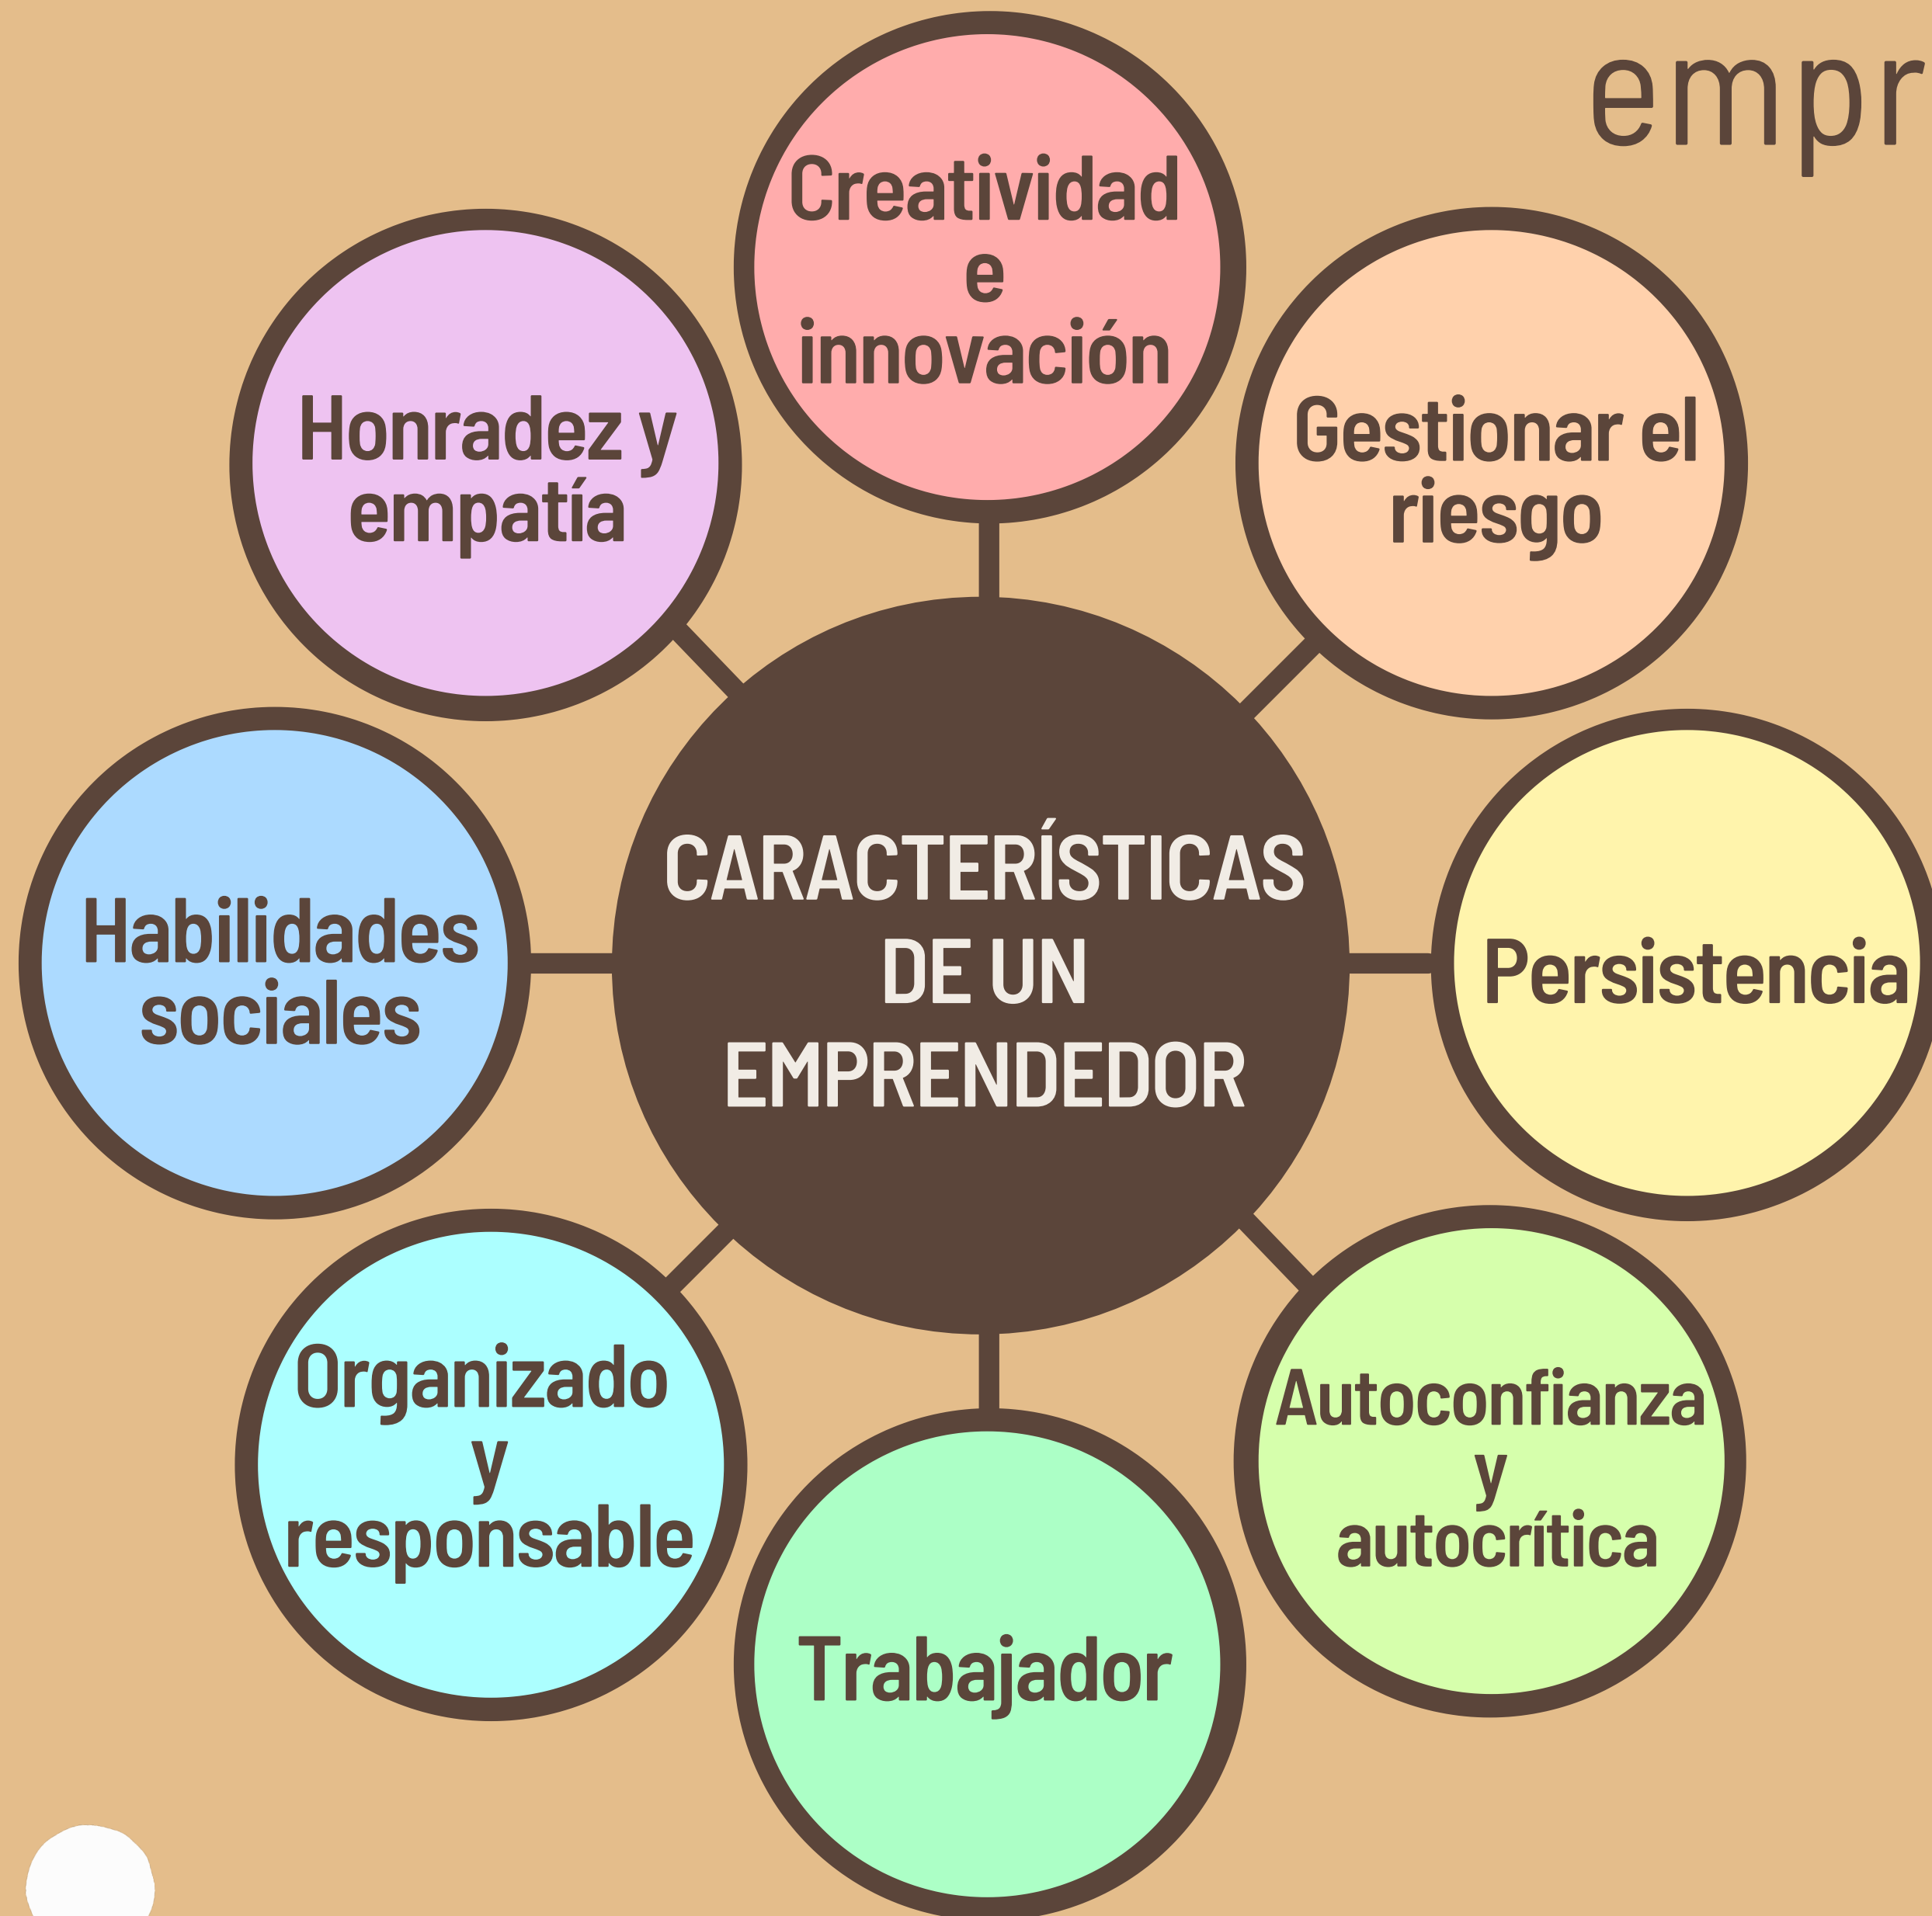 empr
Creatividad
e
innovación
Gestionar el
riesgo
Persistencia
Autoconfianza
y
autocrítica
Trabajador
Organizado
y
responsable
Habilidades
sociales
Honradez y
empatía
CARACTERÍSTICAS
DE UN
EMPRENDEDOR